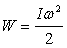 W = Iω² / 2